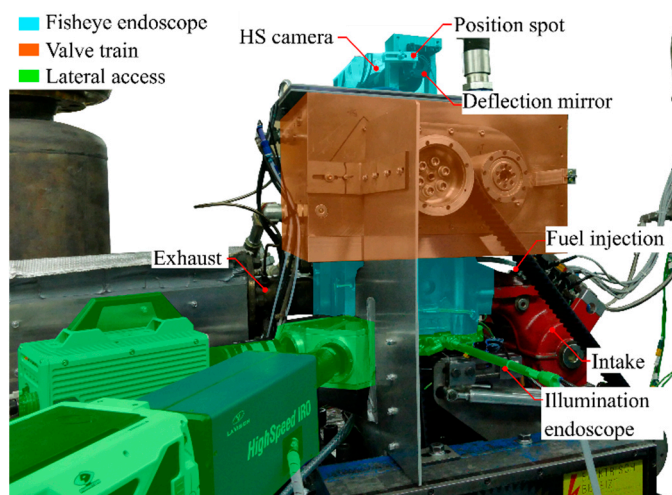 Fisheye endoscope
Valve train
Lateral access
HS camera
Position spot
Deflection mirror
Exhaust
Fuel injection
Intake
Illumination
endoscope
LAVISION
HighSpeed IRO